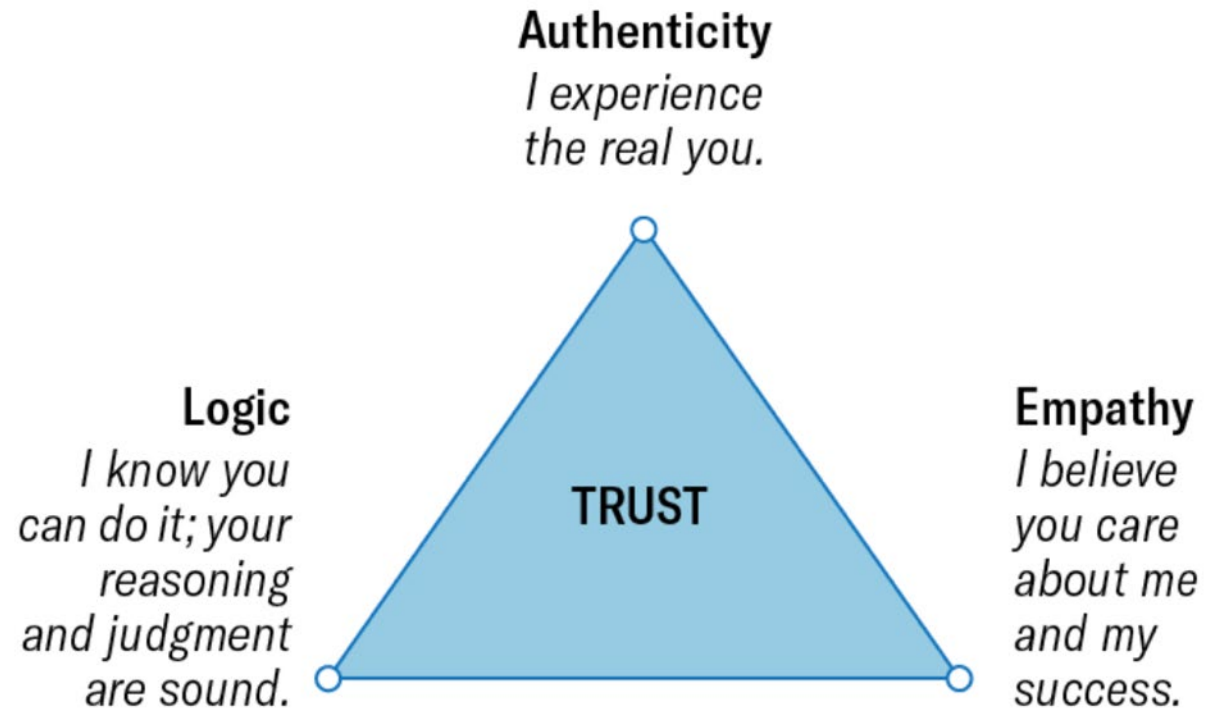 Authenticity
I experience
the real you.
Logic
I know you
can do it; your
reasoning
and judgment
are sound.
TRUST
Empathy
I believe
you care
about me
and my
success.